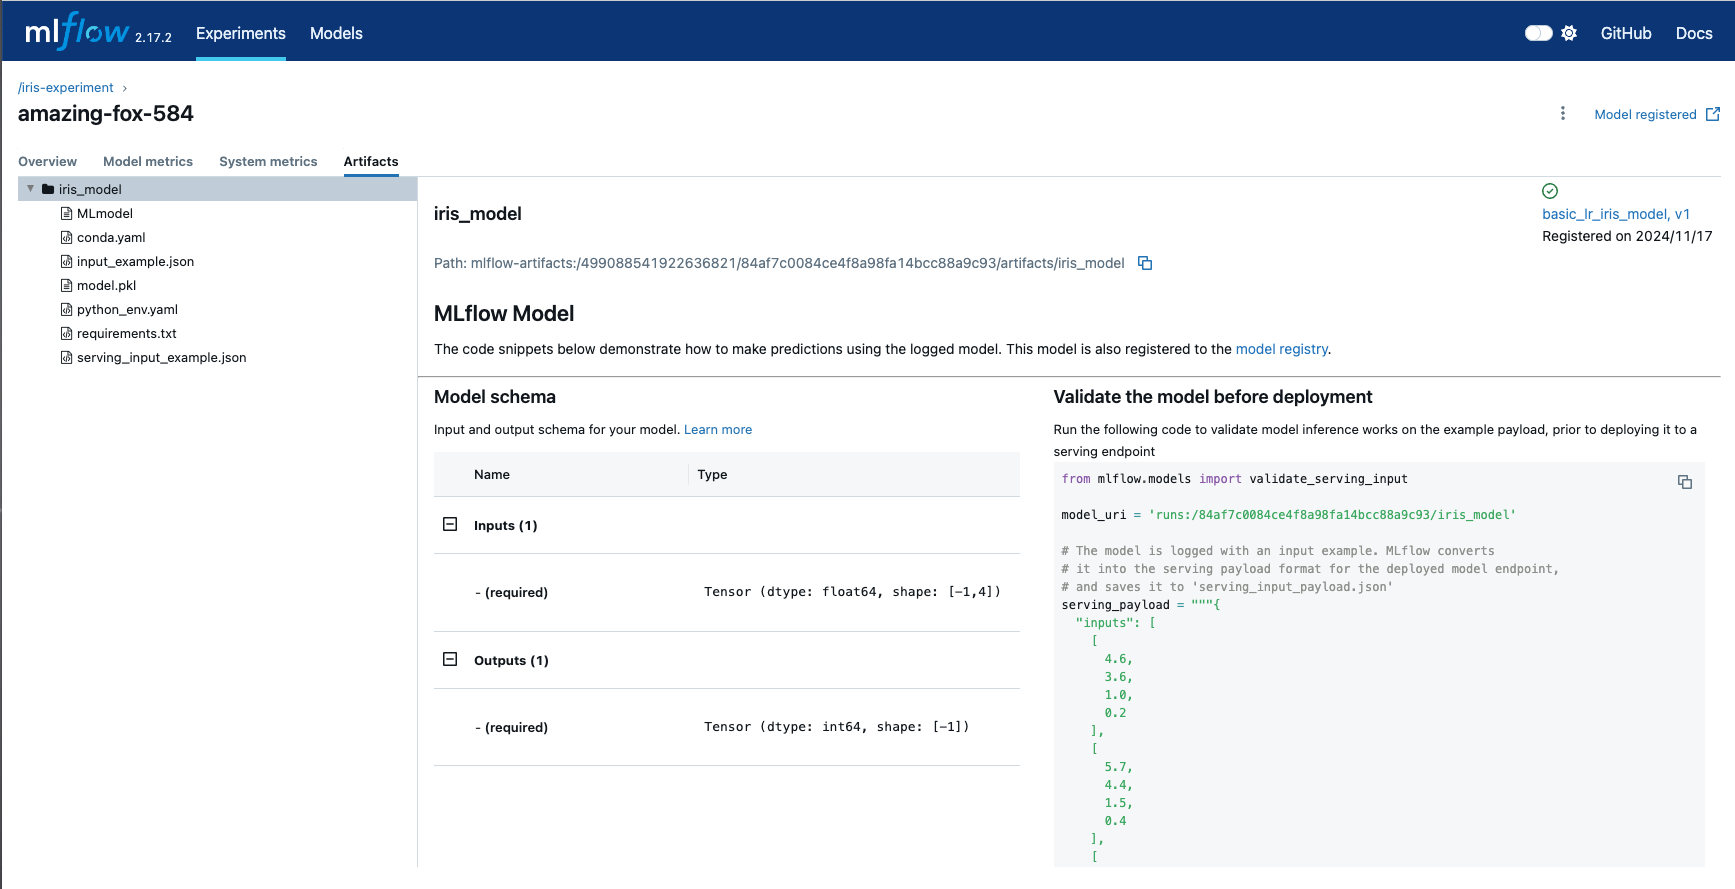 mlflow 2.17.2 Experiments Models GitHub Docs
/iris-experiment ›
amazing-fox-584
Model registered
Overview Model metrics System metrics Artifacts
iris_model
MLmodel
conda.yaml
input_example.json
model.pkl
python_env.yaml
requirements.txt
serving_input_example.json
iris_model
basic_lr_iris_model, v1
Registered on 2024/11/17
Path: mlflow-artifacts:/499088541922636821/84af7c0084ce4f8a98fa14bcc88a9c93/artifacts/iris_model
MLflow Model
The code snippets below demonstrate how to make predictions using the logged model. This model is also registered to the model registry.
Model schema
Input and output schema for your model. Learn more
Name Type
Inputs (1)
- (required) Tensor (dtype: float64, shape: [-1,4])
Outputs (1)
- (required) Tensor (dtype: int64, shape: [-1])
Validate the model before deployment
Run the following code to validate model inference works on the example payload, prior to deploying it to a
serving endpoint
from mlflow.models import validate_serving_input
model_uri = 'runs:/84af7c0084ce4f8a98fa14bcc88a9c93/iris_model'
# The model is logged with an input example. MLflow converts
# it into the serving payload format for the deployed model endpoint,
# and saves it to 'serving_input_payload.json'
serving_payload = """{
"inputs": [
[
4.6,
3.6,
1.0,
0.2
],
[
5.7,
4.4,
1.5,
0.4
],
[